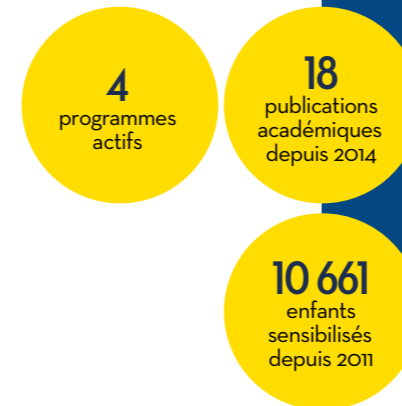 4
programmes
actifs
18
publications
académiques
depuis 2014
10 661
enfants
sensibilisés
depuis 2011